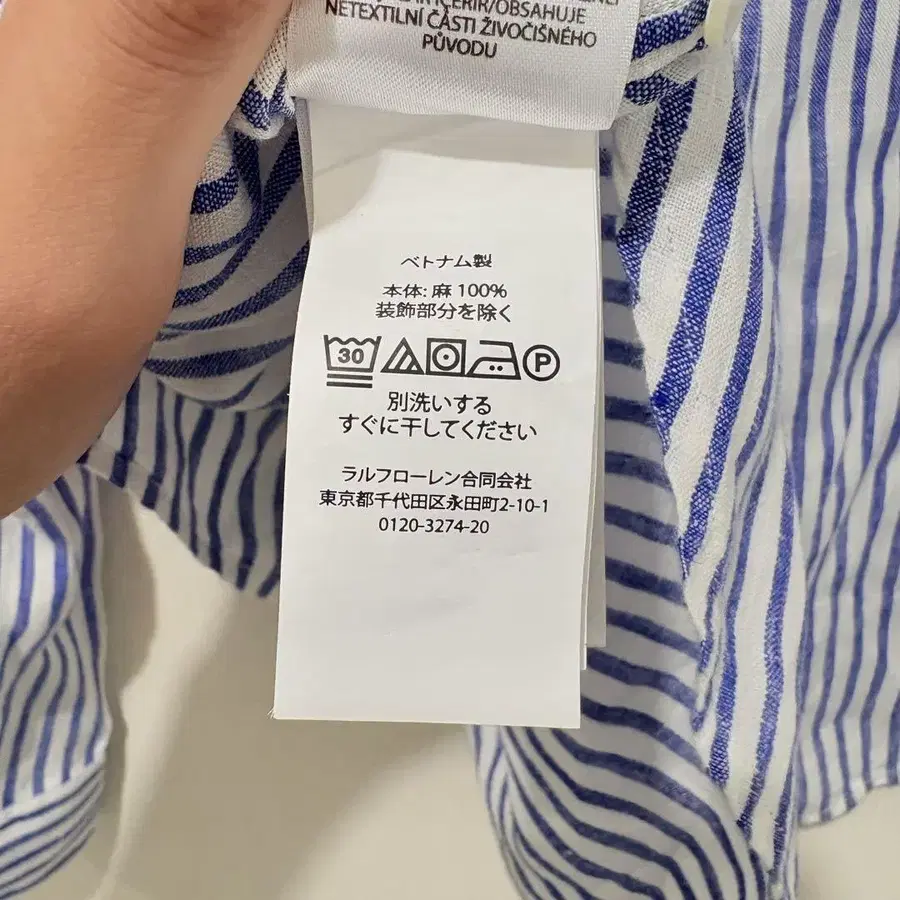 NETEXTILNÍ ČÁSTI ŽIVOČIŠNÉHO
PŮVODU
ベトナム製
本体: 麻 100%
装飾部分を除く
30
P
別洗いする
すぐに干してください
ラルフローレン合同会社
東京都千代田区永田町2-10-1
0120-3274-20